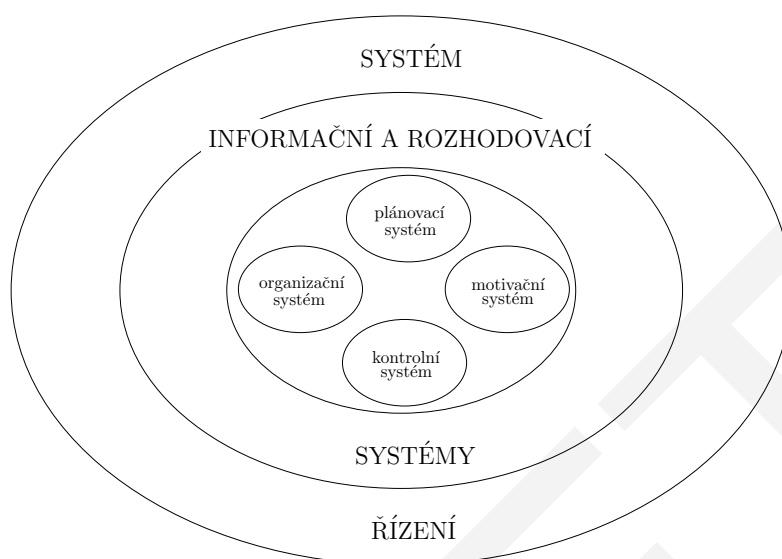 SYSTÉM
INFORMAČNÍ A ROZHODOVACÍ
plánovací
systém
organizační
systém
motivační
systém
kontrolní
systém
SYSTÉMY
ŘÍZENÍ